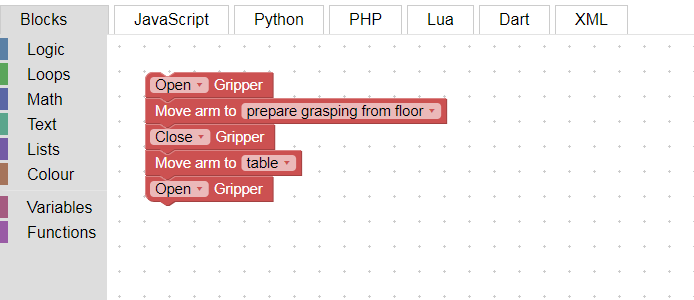 Blocks JavaScript Python PHP Lua Dart XML
Logic
Loops
Math
Text
Lists
Colour
Variables
Functions
Open Gripper
Move arm to prepare grasping from floor
Close Gripper
Move arm to table
Open Gripper